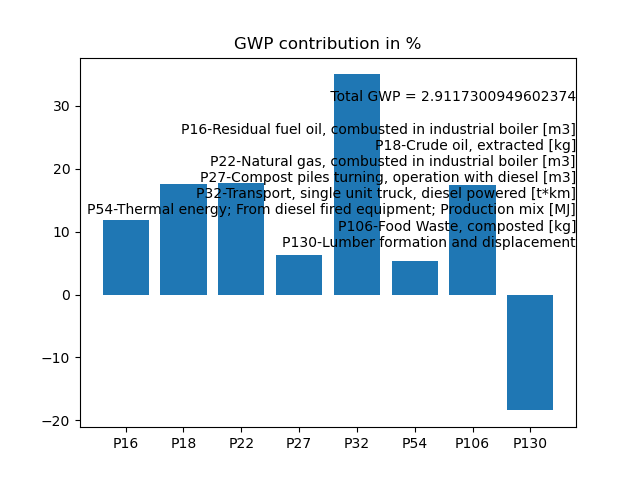 GWP contribution in %
Total GWP = 2.9117300949602374
P16-Residual fuel oil, combusted in industrial boiler [m3]
P18-Crude oil, extracted [kg]
P22-Natural gas, combusted in industrial boiler [m3]
P27-Compost piles turning, operation with diesel [m3]
P32-Transport, single unit truck, diesel powered [t*km]
P54-Thermal energy; From diesel fired equipment; Production mix [MJ]
P106-Food Waste, composted [kg]
P130-Lumber formation and displacement
30
20
10
0
−10
−20
P16 P18 P22 P27 P32 P54 P106 P130